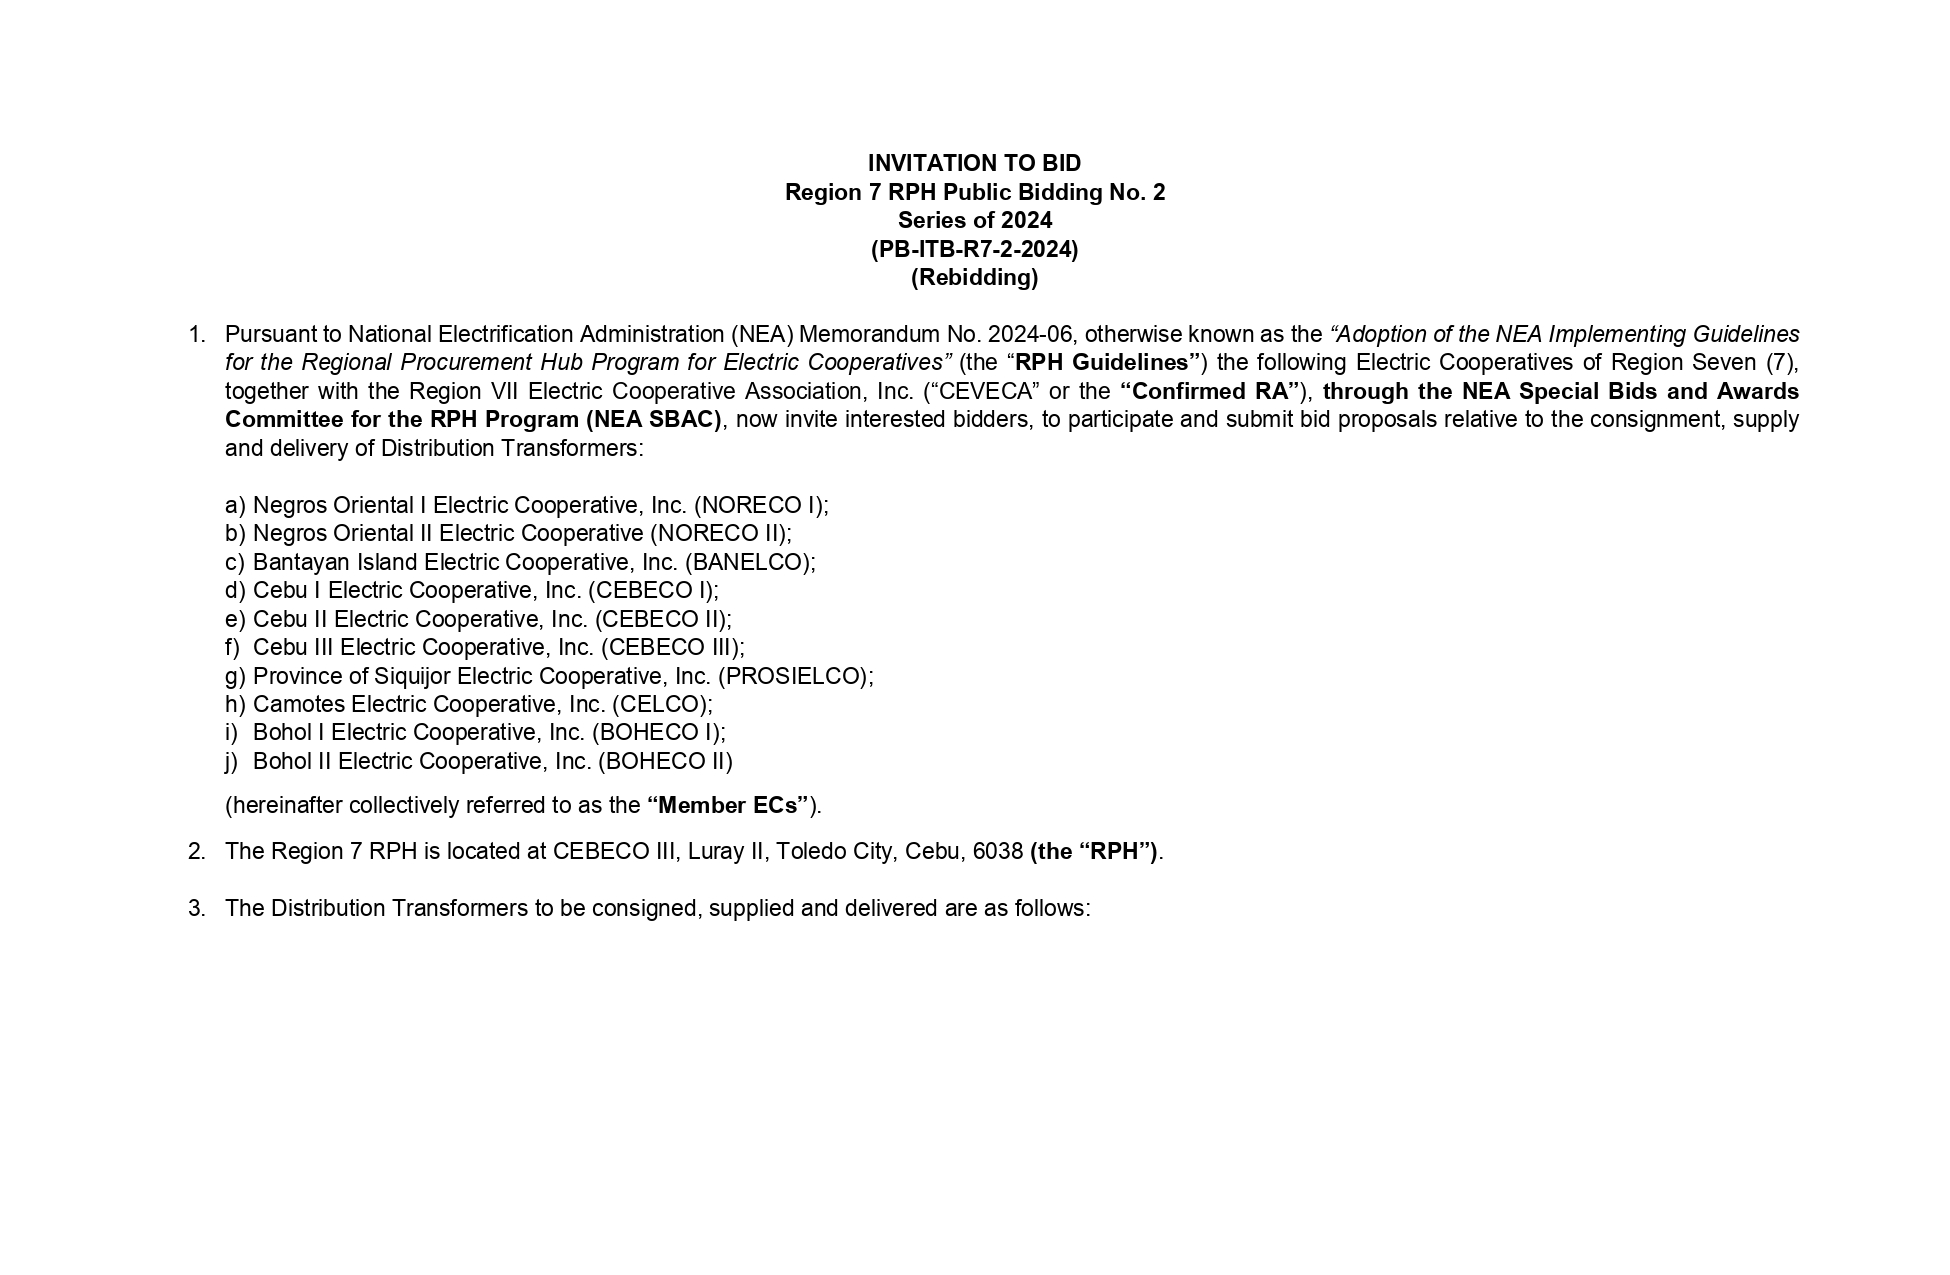 INVITATION TO BID
Region 7 RPH Public Bidding No. 2
Series of 2024
(PB-ITB-R7-2-2024)
(Rebidding)
1. Pursuant to National Electrification Administration (NEA) Memorandum No. 2024-06, otherwise known as the “Adoption of the NEA Implementing Guidelines
for the Regional Procurement Hub Program for Electric Cooperatives” (the “RPH Guidelines”) the following Electric Cooperatives of Region Seven (7),
together with the Region VII Electric Cooperative Association, Inc. (“CEVECA” or the “Confirmed RA”), through the NEA Special Bids and Awards
Committee for the RPH Program (NEA SBAC), now invite interested bidders, to participate and submit bid proposals relative to the consignment, supply
and delivery of Distribution Transformers:
a) Negros Oriental I Electric Cooperative, Inc. (NORECO I);
b) Negros Oriental II Electric Cooperative (NORECO II);
c) Bantayan Island Electric Cooperative, Inc. (BANELCO);
d) Cebu I Electric Cooperative, Inc. (CEBECO I);
e) Cebu II Electric Cooperative, Inc. (CEBECO II);
f) Cebu III Electric Cooperative, Inc. (CEBECO III);
g) Province of Siquijor Electric Cooperative, Inc. (PROSIELCO);
h) Camotes Electric Cooperative, Inc. (CELCO);
i) Bohol I Electric Cooperative, Inc. (BOHECO I);
j) Bohol II Electric Cooperative, Inc. (BOHECO II)
(hereinafter collectively referred to as the “Member ECs”).
2. The Region 7 RPH is located at CEBECO III, Luray II, Toledo City, Cebu, 6038 (the “RPH”).
3. The Distribution Transformers to be consigned, supplied and delivered are as follows: